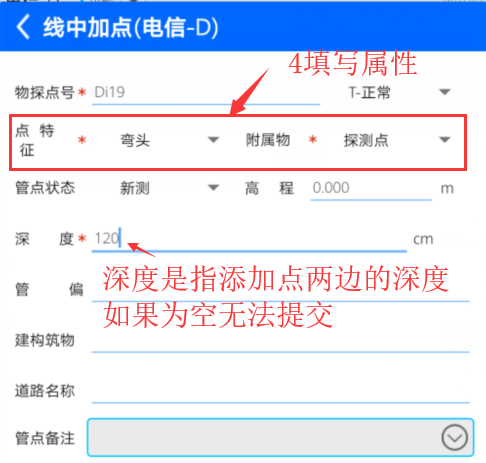 线中加点(电信-D)
4填写属性
物探点号 * Di19 T-正常
点 特征 * 弯头 附属物 * 探测点
管点状态 新测 高 程 0.000 m
深 度 * 120 cm
深度是指添加点两边的深度
管 偏
如果为空无法提交
建构筑物
道路名称
管点备注